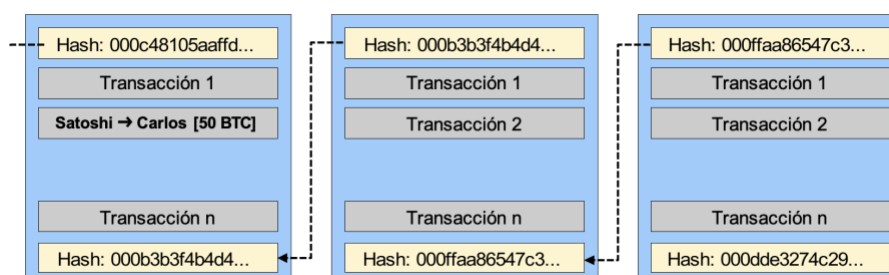 Hash: 000c48105aaffd...
Transacción 1
Satoshi → Carlos [50 BTC]
Transacción n
Hash: 000b3b3f4b4d4...
Hash: 000b3b3f4b4d4...
Transacción 1
Transacción 2
Transacción n
Hash: 000ffaa86547c3...
Hash: 000ffaa86547c3...
Transacción 1
Transacción 2
Transacción n
Hash: 000dde3274c29...